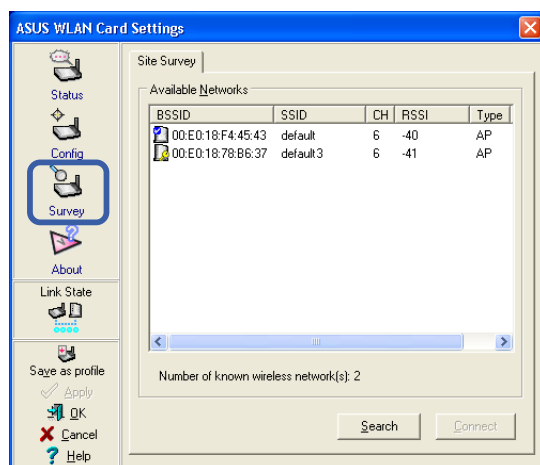 ASUS WLAN Card Settings
Status
Config
Survey
About
Link State
Save as profile
Apply
OK
Cancel
Help
Site Survey
Available Networks
BSSID SSID CH RSSI Type
00:E0:18:F4:45:43 default 6 -40 AP
00:E0:18:78:B6:37 default3 6 -41 AP
Number of known wireless network(s): 2
Search Connect